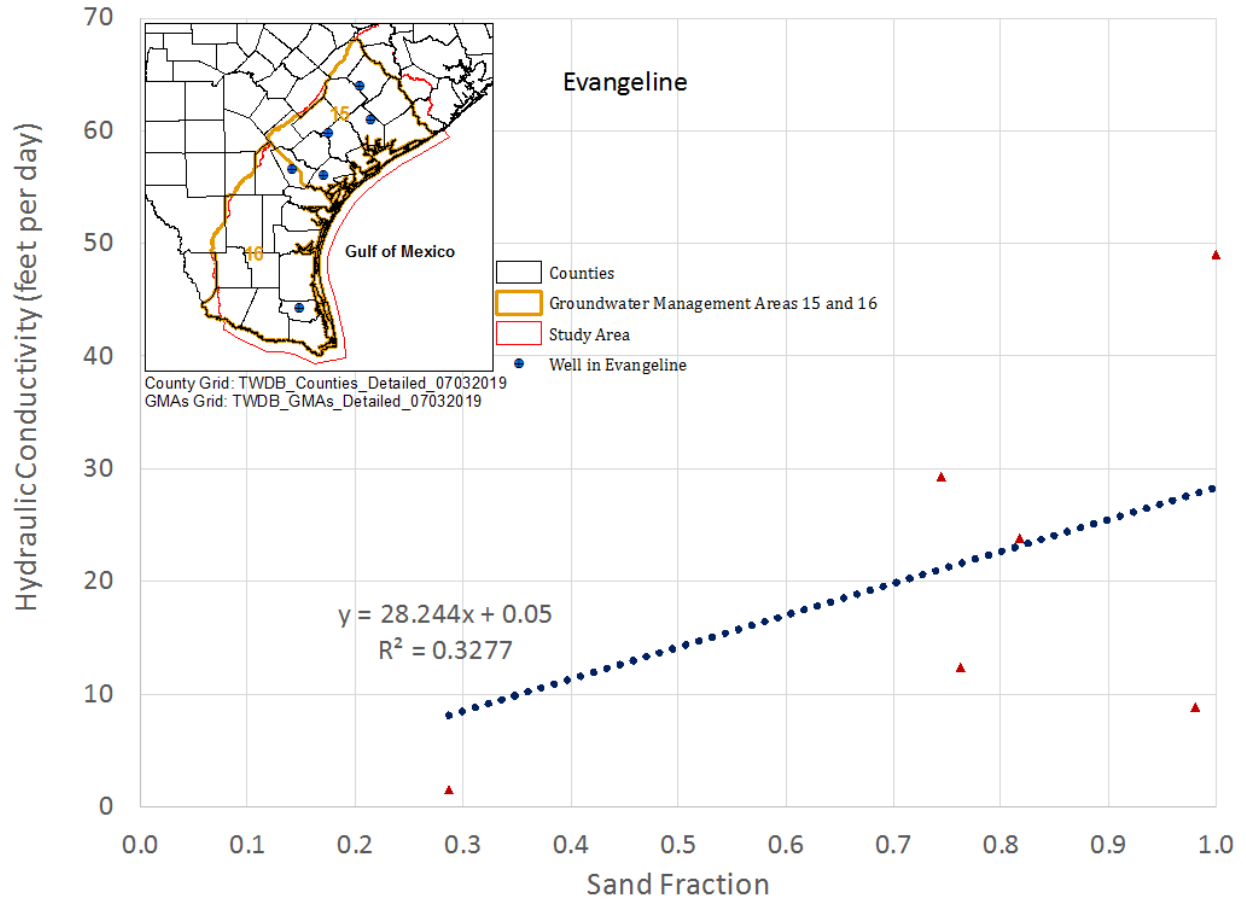 Evangeline
15
16
Gulf of Mexico
Counties
Groundwater Management Areas 15 and 16
Study Area
Well in Evangeline
County Grid: TWDB_Counties_Detailed_07032019
GMAs Grid: TWDB_GMAs_Detailed_07032019
y = 28.244x + 0.05
R² = 0.3277
Hydraulic Conductivity (feet per day)
70
60
50
40
30
20
10
0
0.0 0.1 0.2 0.3 0.4 0.5 0.6 0.7 0.8 0.9 1.0
Sand Fraction